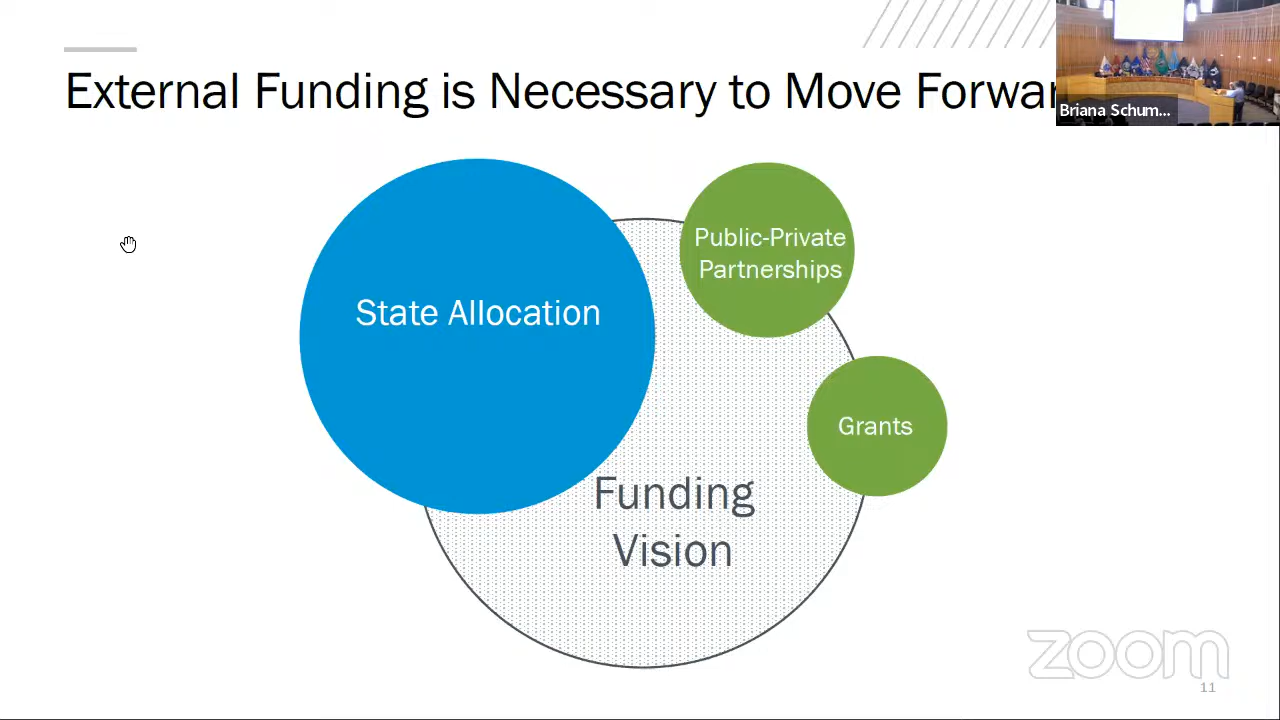 External Funding is Necessary to Move Forwar
Briana Schum...
Public-Private
Partnerships
State Allocation
Grants
Funding
Vision
zoom
11